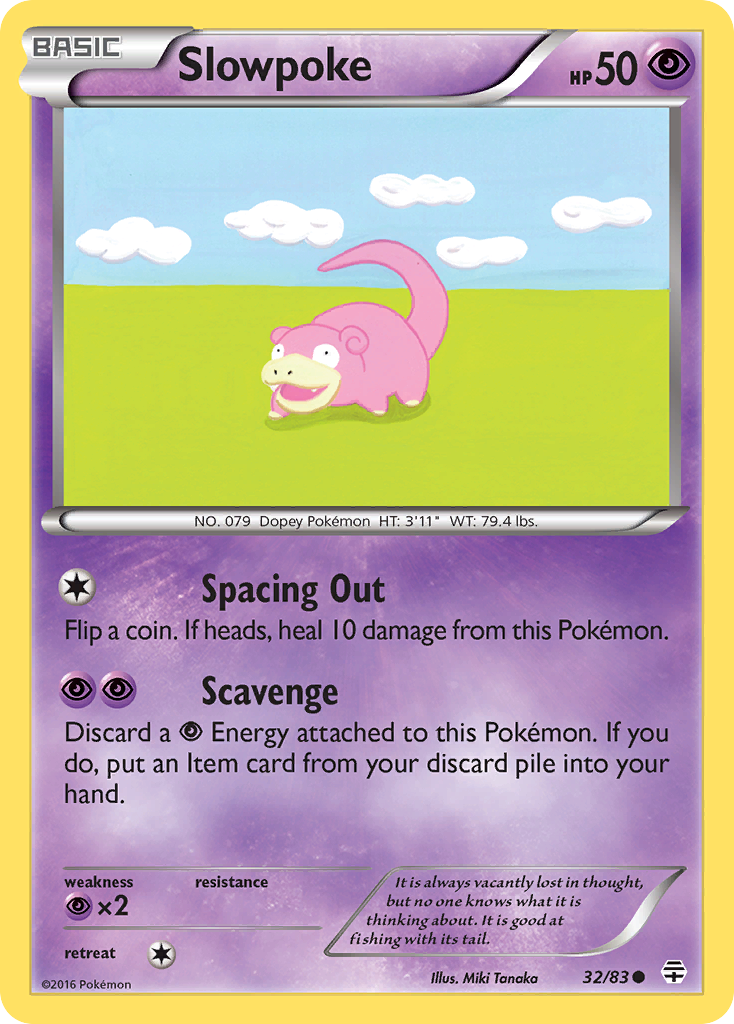 BASIC
Slowpoke
HP 50
NO. 079 Dopey Pokémon HT: 3'11" WT: 79.4 lbs.
Spacing Out
Flip a coin. If heads, heal 10 damage from this Pokémon.
Scavenge
Discard a Energy attached to this Pokémon. If you
do, put an Item card from your discard pile into your
hand.
weakness resistance
×2
retreat
It is always vacantly lost in thought,
but no one knows what it is
thinking about. It is good at
fishing with its tail.
©2016 Pokémon
Illus. Miki Tanaka
32/83